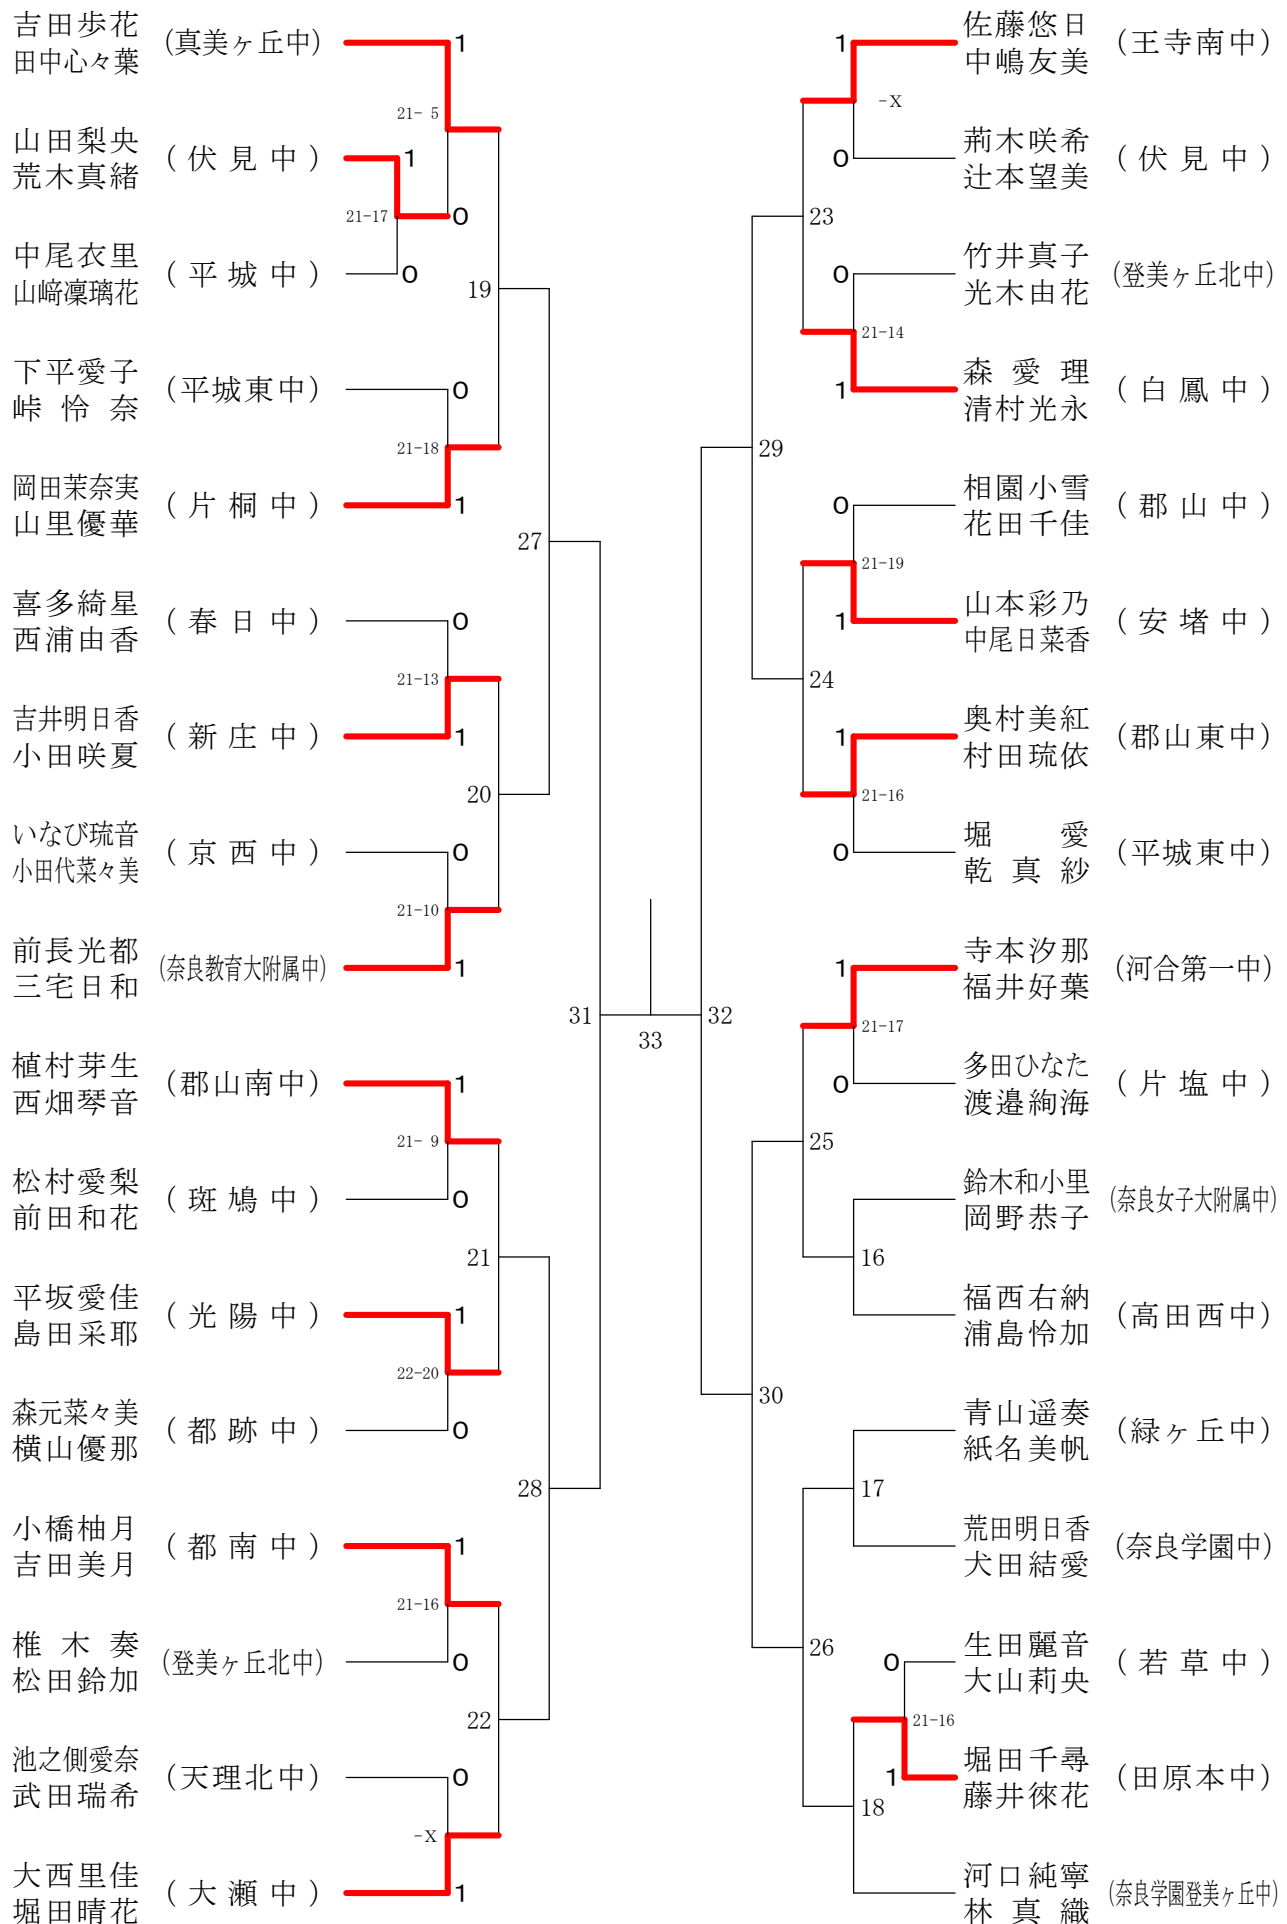 吉田歩花
田中心々葉
(真美ヶ丘中)
1
21- 5
山田梨央
荒木真緒
(伏見中)
1
21-17
0
中尾衣里
山﨑凜璃花
(平城中)
0
19
下平愛子
峠怜奈
(平城東中)
0
21-18
岡田茉奈実
山里優華
(片桐中)
1
27
喜多綺星
西浦由香
(春日中)
0
21-13
吉井明日香
小田咲夏
(新庄中)
1
20
いなび琉音
小田代菜々美
(京西中)
0
21-10
前長光都
三宅日和
(奈良教育大附属中)
1
31
33
32
植村芽生
西畑琴音
(郡山南中)
1
21- 9
松村愛梨
前田和花
(斑鳩中)
0
21
平坂愛佳
島田采耶
(光陽中)
1
22-20
森元菜々美
横山優那
(都跡中)
0
28
小橋柚月
吉田美月
(都南中)
1
21-16
椎木奏
松田鈴加
(登美ヶ丘北中)
0
22
池之側愛奈
武田瑞希
(天理北中)
0
-X
大西里佳
堀田晴花
(大瀬中)
1
1
佐藤悠日
中嶋友美
(王寺南中)
-X
0
荊木咲希
辻本望美
(伏見中)
23
0
竹井真子
光木由花
(登美ヶ丘北中)
21-14
1
森愛理
清村光永
(白鳳中)
29
0
相園小雪
花田千佳
(郡山中)
21-19
1
山本彩乃
中尾日菜香
(安堵中)
24
1
奥村美紅
村田琉依
(郡山東中)
21-16
0
堀愛
乾真紗
(平城東中)
1
寺本汐那
福井好葉
(河合第一中)
21-17
0
多田ひなた
渡邉絢海
(片塩中)
25
鈴木和小里
岡野恭子
(奈良女子大附属中)
16
福西右納
浦島怜加
(高田西中)
30
青山遥奏
紙名美帆
(緑ヶ丘中)
17
荒田明日香
犬田結愛
(奈良学園中)
26
0
生田麗音
大山莉央
(若草中)
21-16
1
堀田千尋
藤井徠花
(田原本中)
18
河口純寧
林真織
(奈良学園登美ヶ丘中)